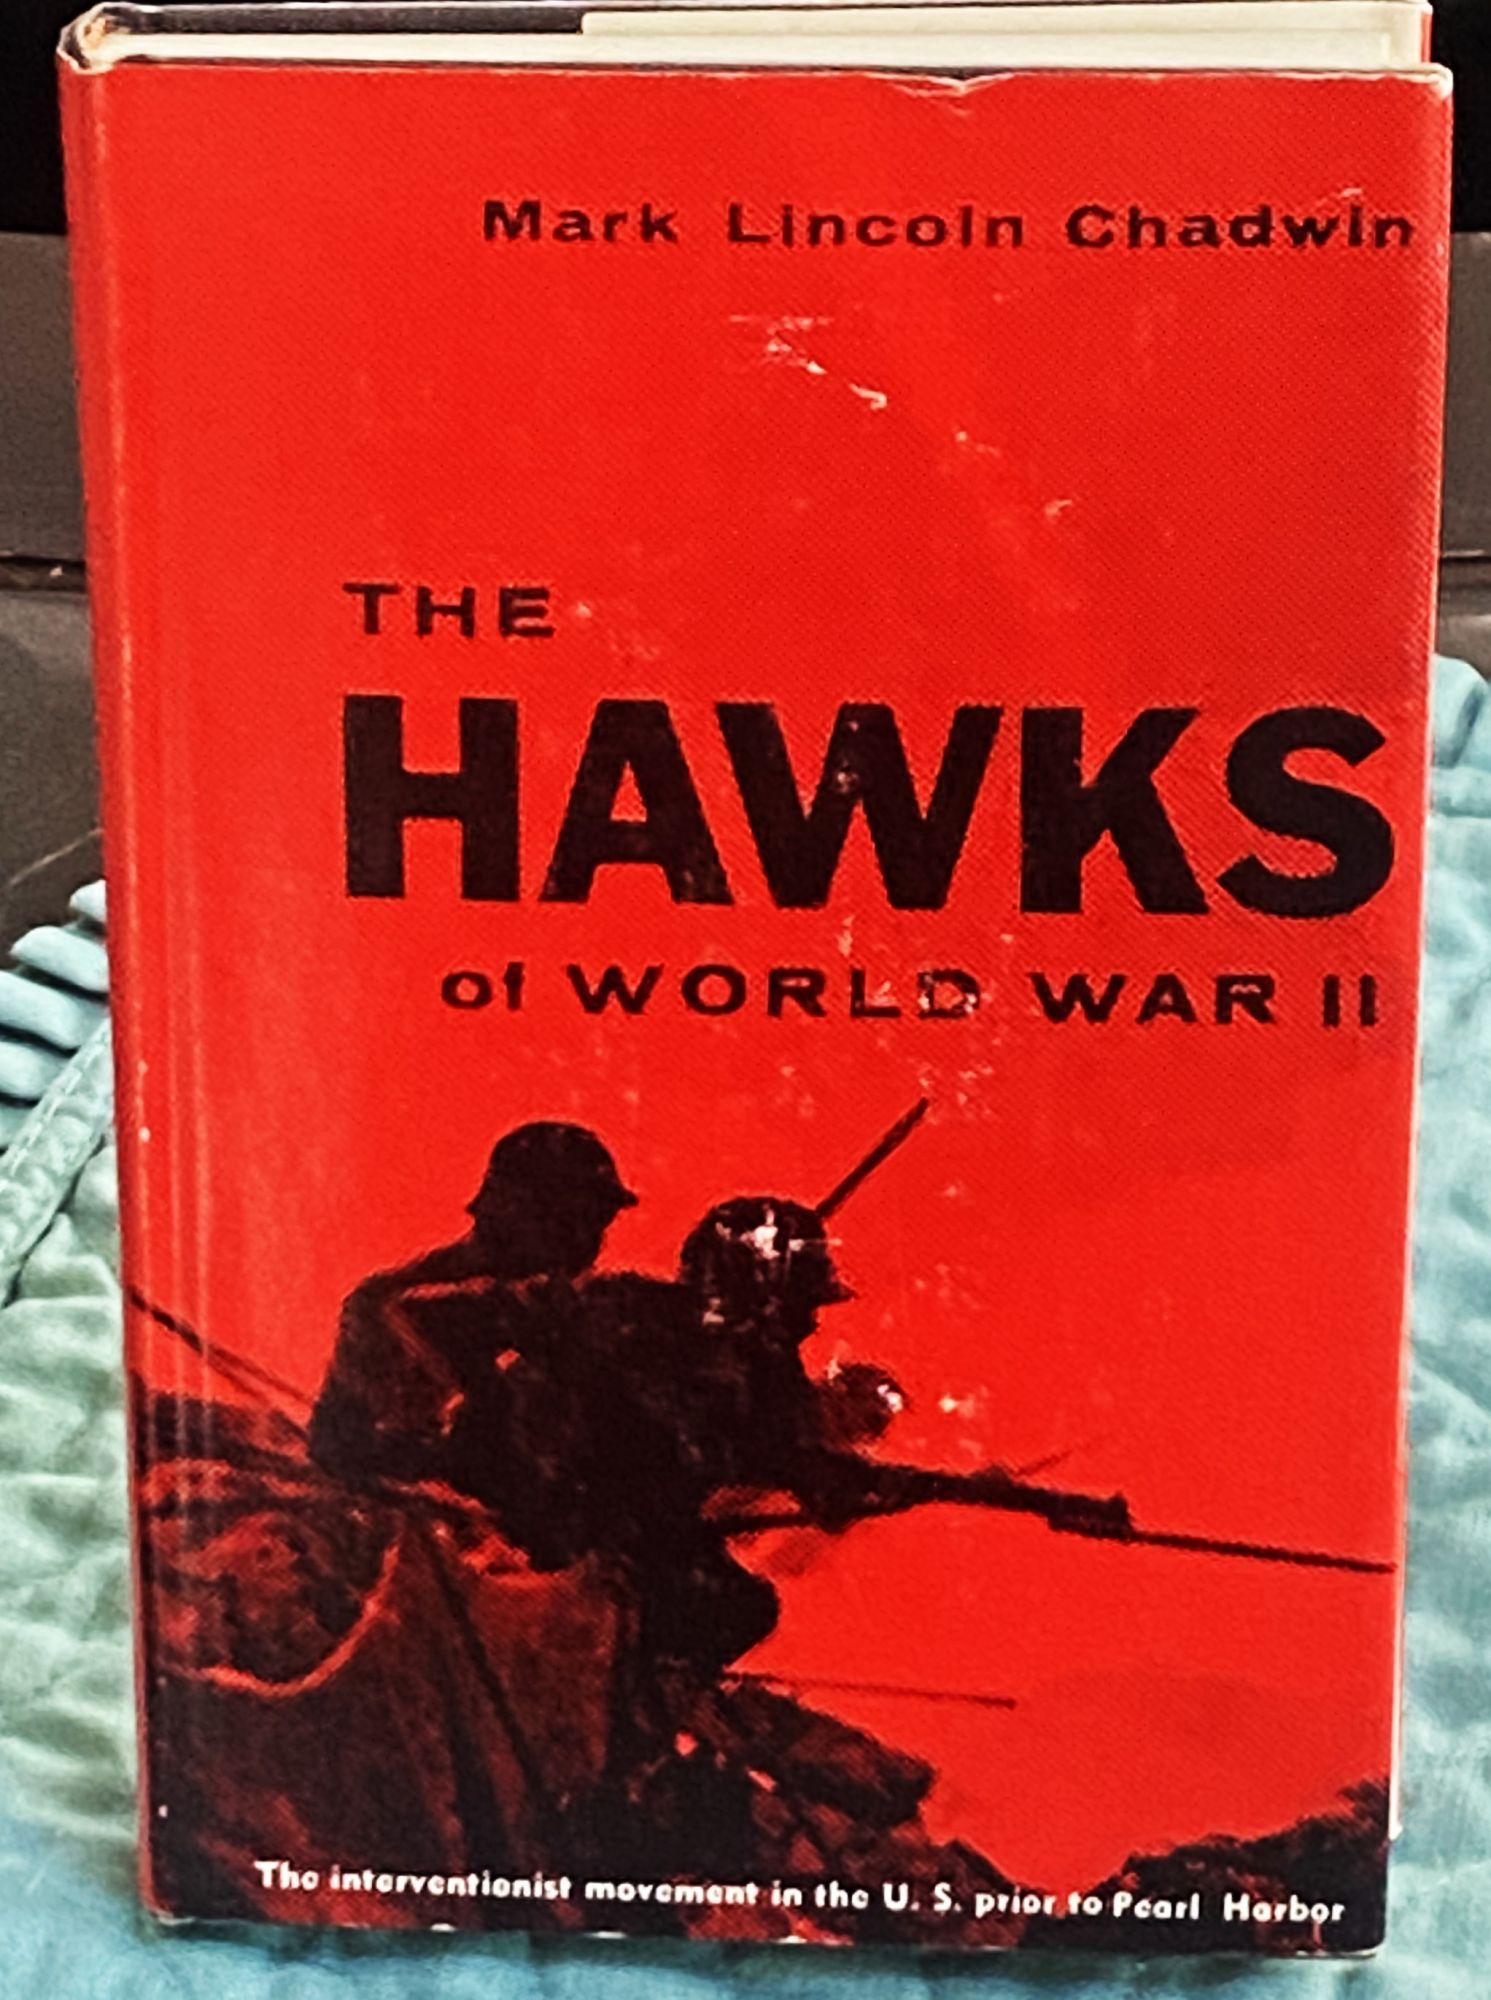 Mark Lincoln Chadwin
THE
HAWKS
of WORLD WAR II
The interventionist movement in the U. S. prior to Pearl Harbor